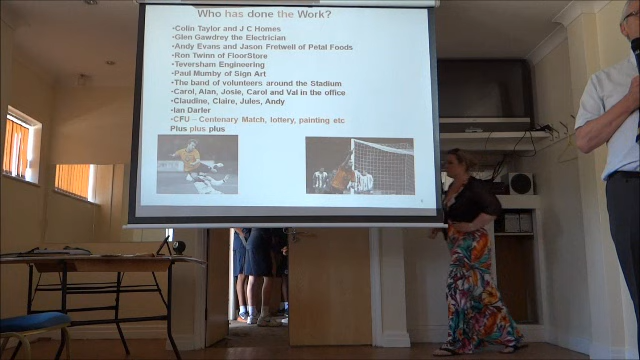 Who has done the Work?
•Colin Taylor and J C Homes
•Glen Gawdrey the Electrician
•Andy Evans and Jason Fretwell of Petal Foods
•Ron Twinn of FloorStore
•Teversham Engineering
•Paul Mumby of Sign Art
•The band of volunteers around the Stadium
•Carol, Alan, Josie, Carol and Val in the office
•Claudine, Claire, Jules, Andy
•Ian Darler
•CFU – Centenary Match, lottery, painting etc
Plus plus plus